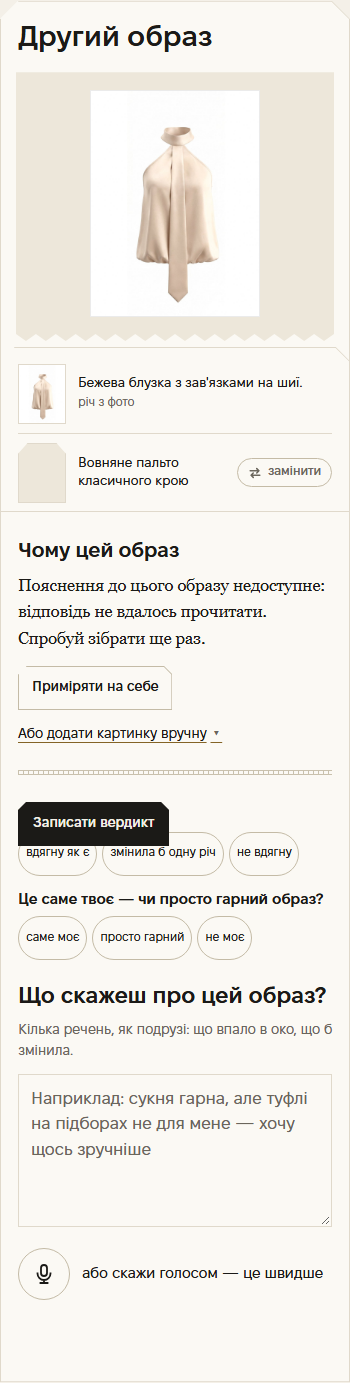 Другий образ
Бежева блузка з зав'язками на шиї.
річ з фото
Вовняне пальто
класичного крою
замінити
Чому цей образ
Пояснення до цього образу недоступне:
відповідь не вдалось прочитати.
Спробуй зібрати ще раз.
Приміряти на себе
Або додати картинку вручну
Записати вердикт
вдягну як є
змінила б одну річ
не вдягну
Це саме твоє — чи просто гарний образ?
саме моє
просто гарний
не моє
Що скажеш про цей образ?
Кілька речень, як подрузі: що впало в око, що б
змінила.
Наприклад: сукня гарна, але туфлі
на підборах не для мене — хочу
щось зручніше
або скажи голосом — це швидше